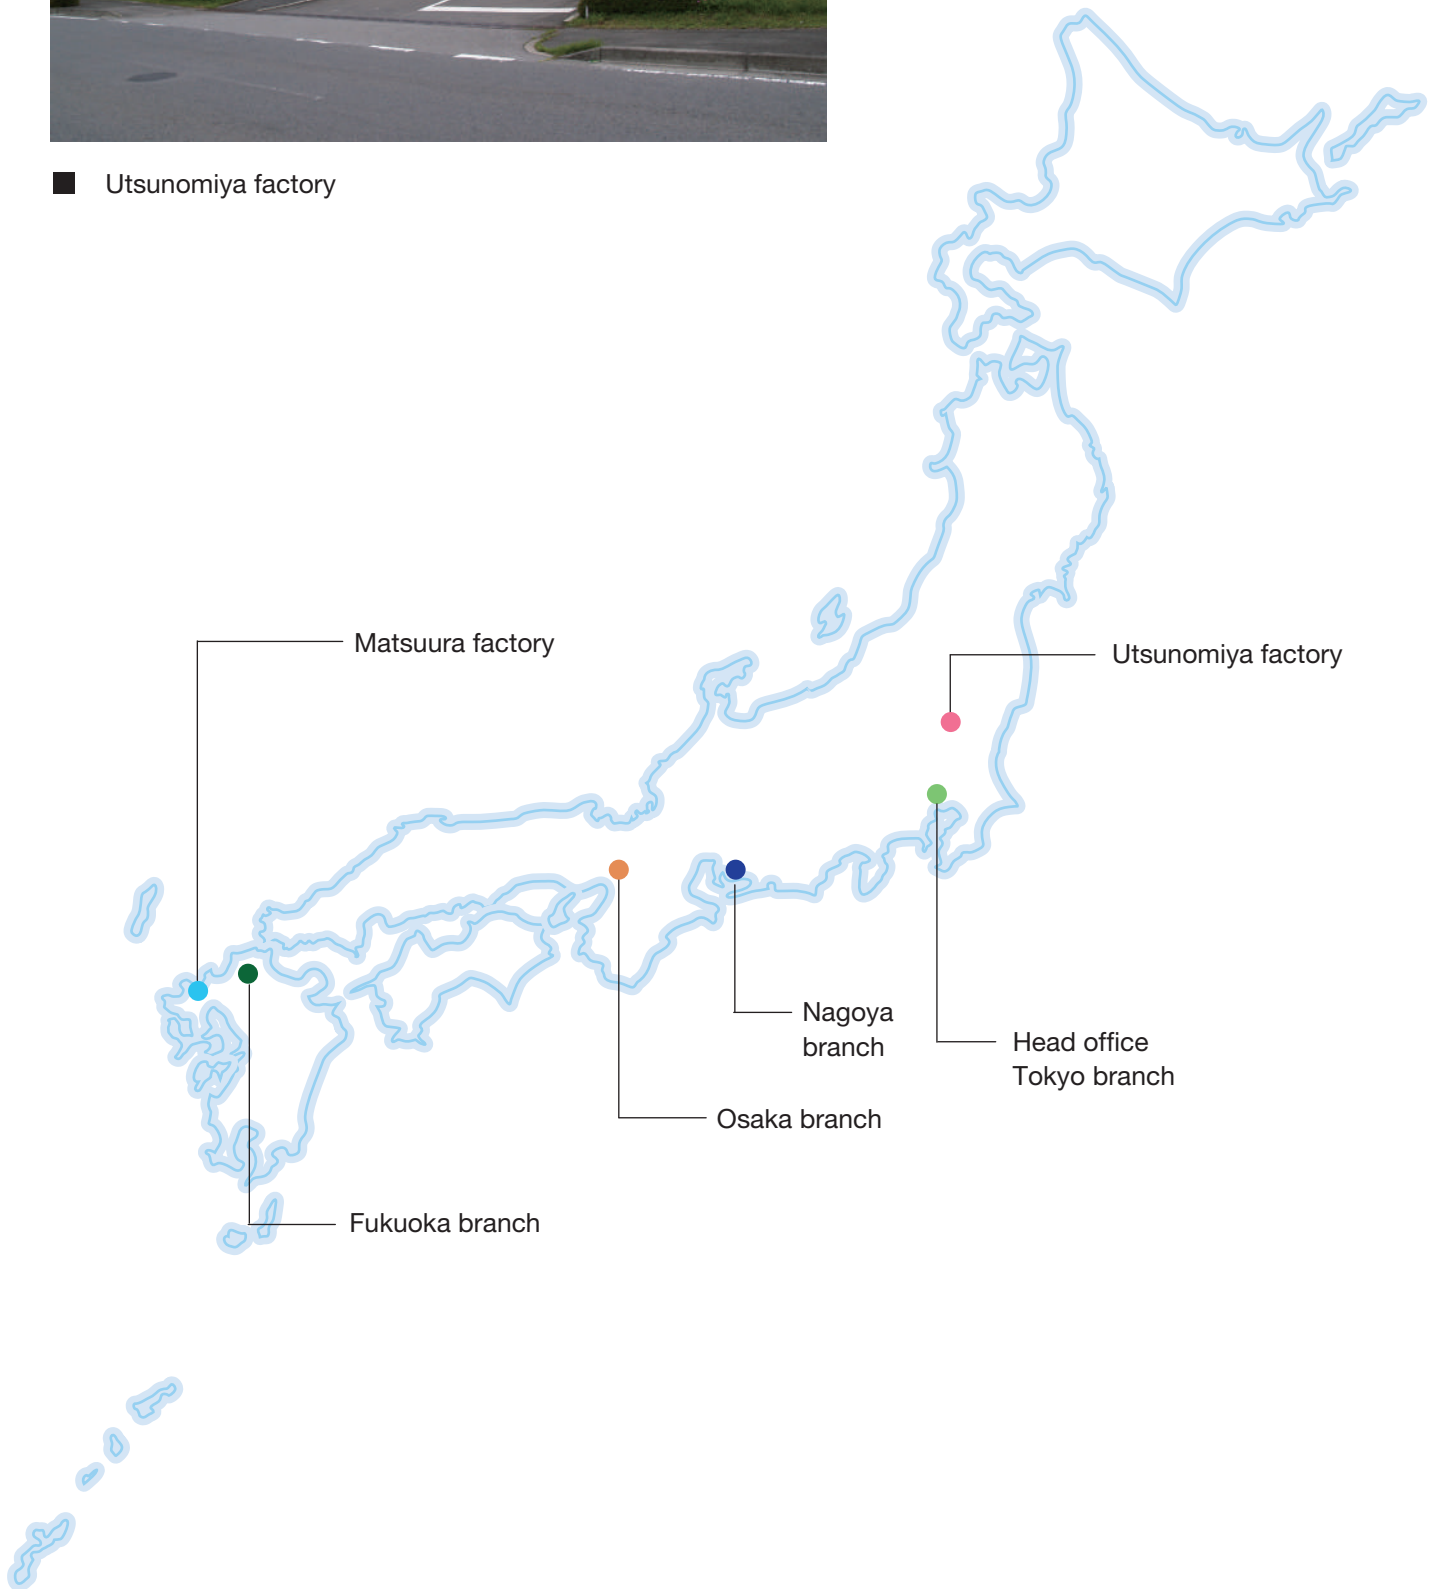 Utsunomiya factory
Matsuura factory
Utsunomiya factory
Nagoya
branch
Head office
Tokyo branch
Osaka branch
Fukuoka branch